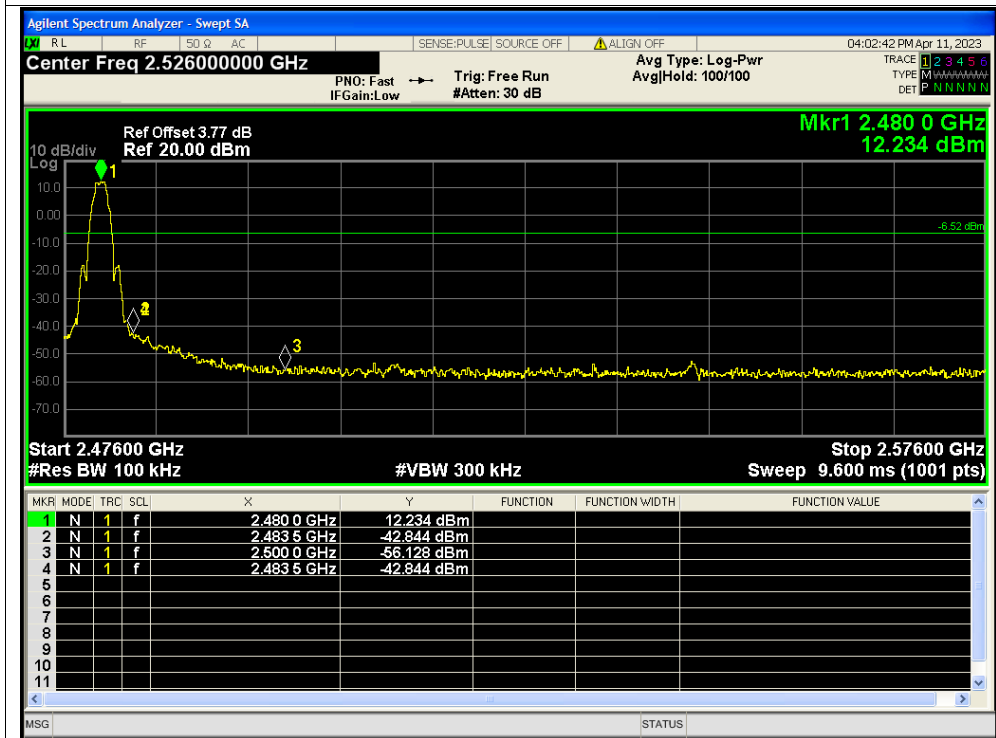 Agilent Spectrum Analyzer - Swept SA
LXI RL RF 50 Ω AC SENSE:PULSE SOURCE OFF ALIGN OFF 04:02:42 PM Apr 11, 2023
Center Freq 2.526000000 GHz
PNO: Fast
IFGain:Low
Trig: Free Run
#Atten: 30 dB
Avg Type: Log-Pwr
Avg|Hold: 100/100
TRACE 1 2 3 4 5 6
TYPE M
DET P N N N N N
Mkr1 2.480 0 GHz
12.234 dBm
Ref Offset 3.77 dB
10 dB/div Ref 20.00 dBm
Log
1
10.0
0.00
-6.52 dBm
-10.0
-20.0
-30.0
-40.0
3
-50.0
-60.0
-70.0
Start 2.47600 GHz Stop 2.57600 GHz
#Res BW 100 kHz #VBW 300 kHz Sweep 9.600 ms (1001 pts)
MKR MODE TRC SCL X Y FUNCTION FUNCTION WIDTH FUNCTION VALUE
1 N 1 f 2.480 0 GHz 12.234 dBm
2 N 1 f 2.483 5 GHz -42.844 dBm
3 N 1 f 2.500 0 GHz -56.128 dBm
4 N 1 f 2.483 5 GHz -42.844 dBm
5
6
7
8
9
10
11
MSG STATUS